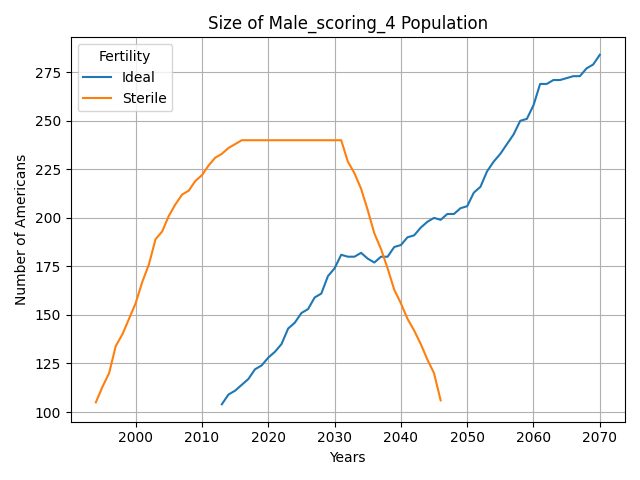 Size of Male_scoring_4 Population
Fertility
Ideal
Sterile
Number of Americans
275
250
225
200
175
150
125
100
2000 2010 2020 2030 2040 2050 2060 2070
Years